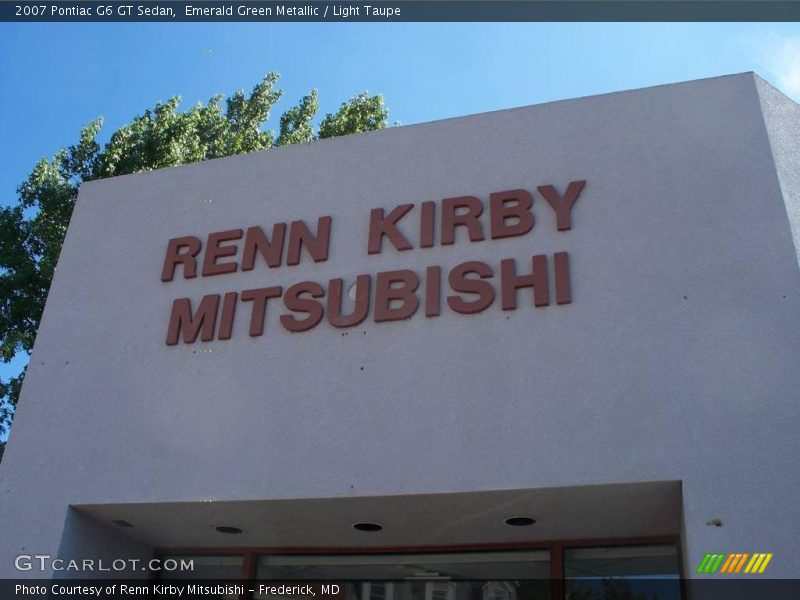 2007 Pontiac G6 GT Sedan,  Emerald Green Metallic / Light Taupe
RENN KIRBY
MITSUBISHI
GTCARLOT.COM
Photo Courtesy of Renn Kirby Mitsubishi – Frederick, MD